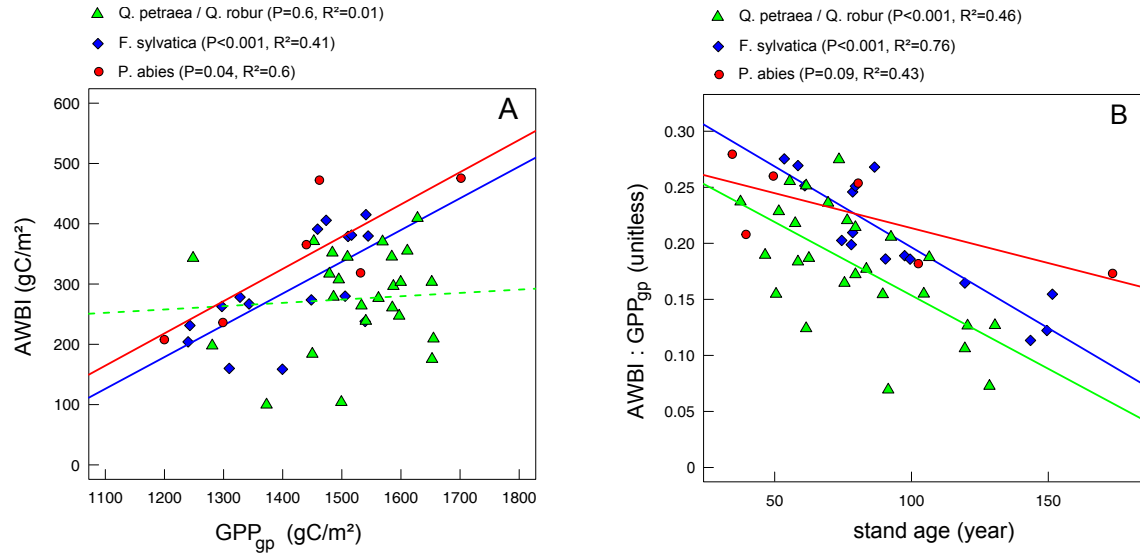 Q. petraea / Q. robur (P=0.6, R²=0.01)
F. sylvatica (P<0.001, R²=0.41)
P. abies (P=0.04, R²=0.6)
A
600
500
400
300
200
100
0
AWBI (gC/m²)
1100 1200 1300 1400 1500 1600 1700 1800
GPPgp (gC/m²)
Q. petraea / Q. robur (P<0.001, R²=0.46)
F. sylvatica (P<0.001, R²=0.76)
P. abies (P=0.09, R²=0.43)
B
0.30
0.25
0.20
0.15
0.10
0.05
0
AWBI : GPPgp (unitless)
50 100 150
stand age (year)